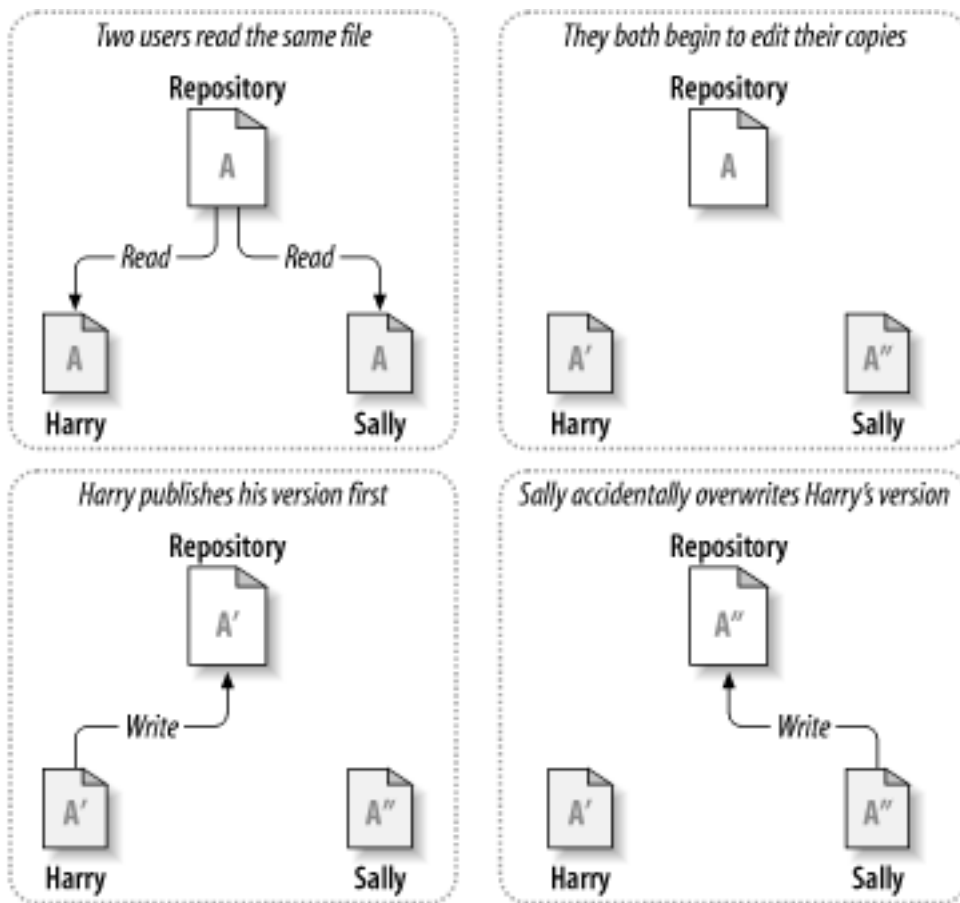 Two users read the same file
Repository
A
Read Read
A A
Harry Sally
They both begin to edit their copies
Repository
A
A′ A″
Harry Sally
Harry publishes his version first
Repository
A′
Write
A′ A″
Harry Sally
Sally accidentally overwrites Harry’s version
Repository
A″
Write
A′ A″
Harry Sally